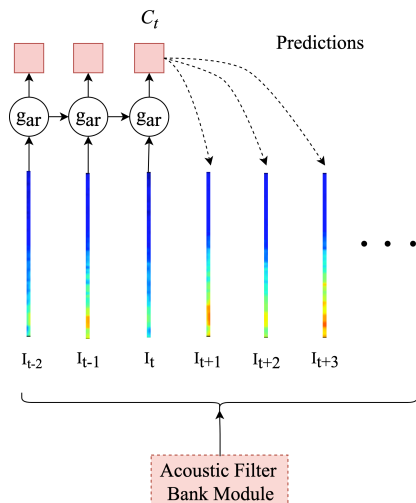 C_t
Predictions
g_ar g_ar g_ar
I_t-2 I_t-1 I_t I_t+1 I_t+2 I_t+3
Acoustic Filter
Bank Module